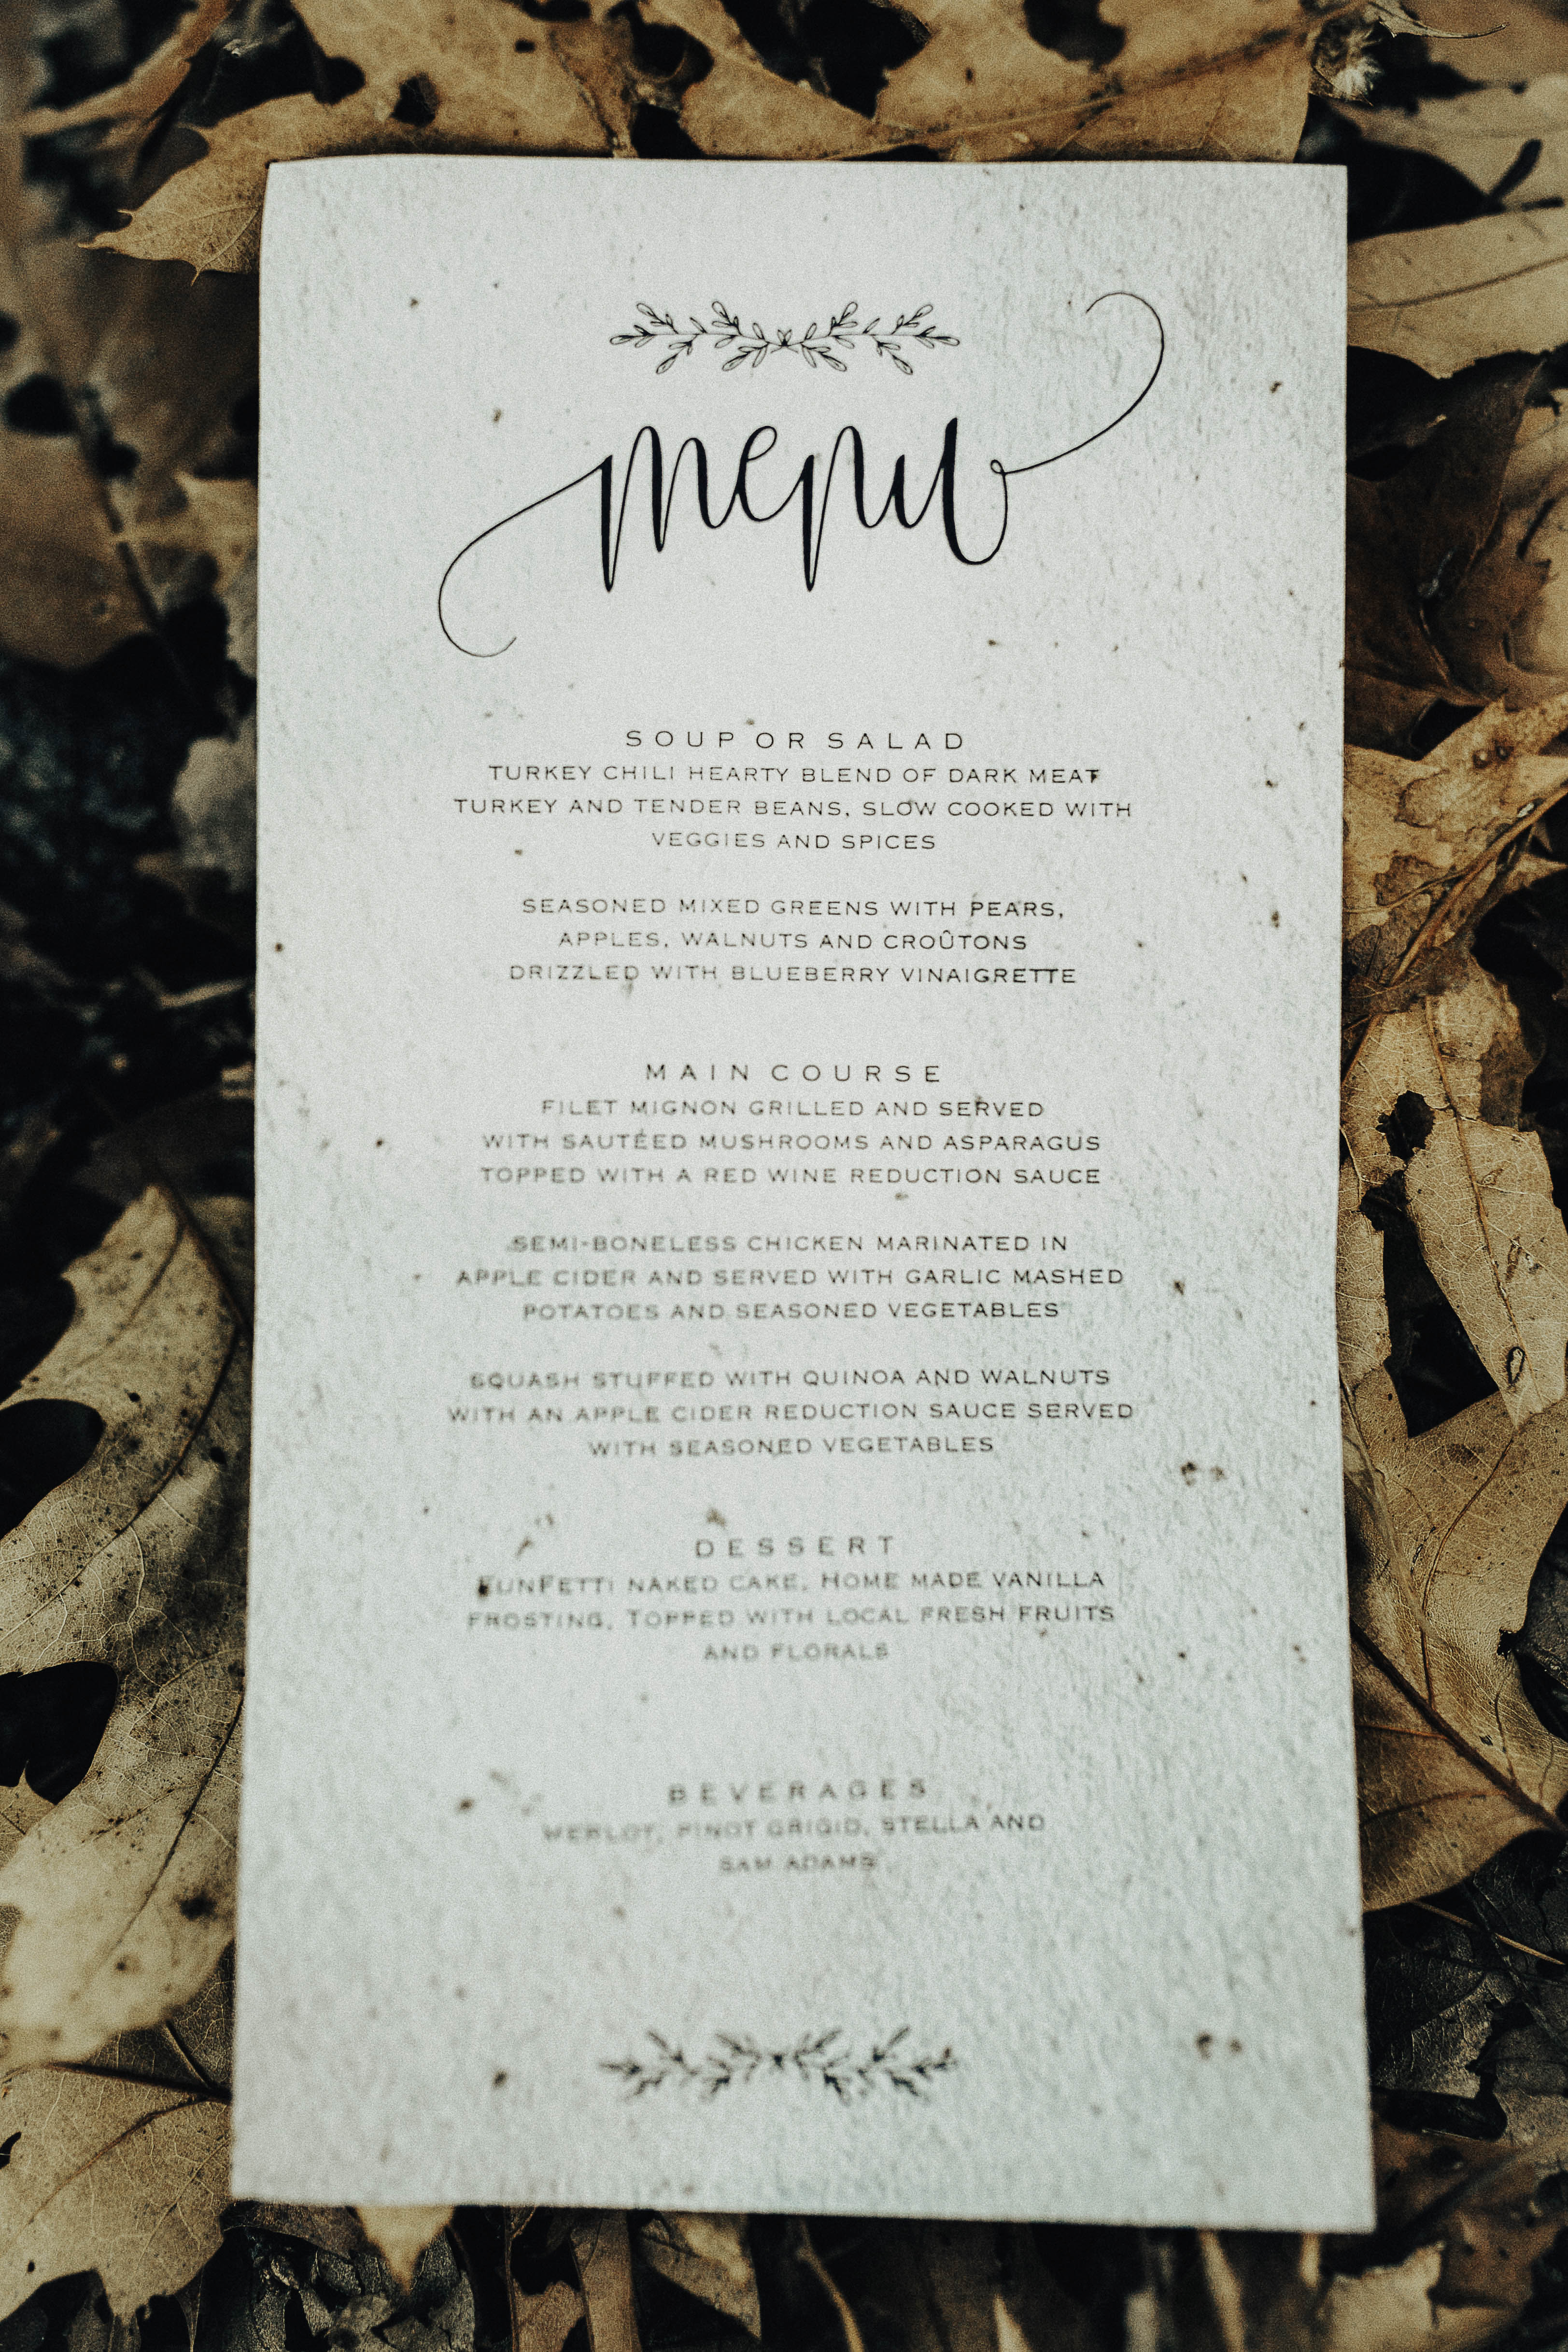 menu
SOUP OR SALAD
TURKEY CHILI HEARTY BLEND OF DARK MEAT
TURKEY AND TENDER BEANS, SLOW COOKED WITH
VEGGIES AND SPICES
SEASONED MIXED GREENS WITH PEARS,
APPLES, WALNUTS AND CROÛTONS
DRIZZLED WITH BLUEBERRY VINAIGRETTE
MAIN COURSE
FILET MIGNON GRILLED AND SERVED
WITH SAUTÉED MUSHROOMS AND ASPARAGUS
TOPPED WITH A RED WINE REDUCTION SAUCE
SEMI-BONELESS CHICKEN MARINATED IN
APPLE CIDER AND SERVED WITH GARLIC MASHED
POTATOES AND SEASONED VEGETABLES
SQUASH STUFFED WITH QUINOA AND WALNUTS
WITH AN APPLE CIDER REDUCTION SAUCE SERVED
WITH SEASONED VEGETABLES
DESSERT
FUNFETTI NAKED CAKE, HOME MADE VANILLA
FROSTING, TOPPED WITH LOCAL FRESH FRUITS
AND FLORALS
BEVERAGES
MERLOT, PINOT GRIGIO, STELLA AND
SAM ADAMS